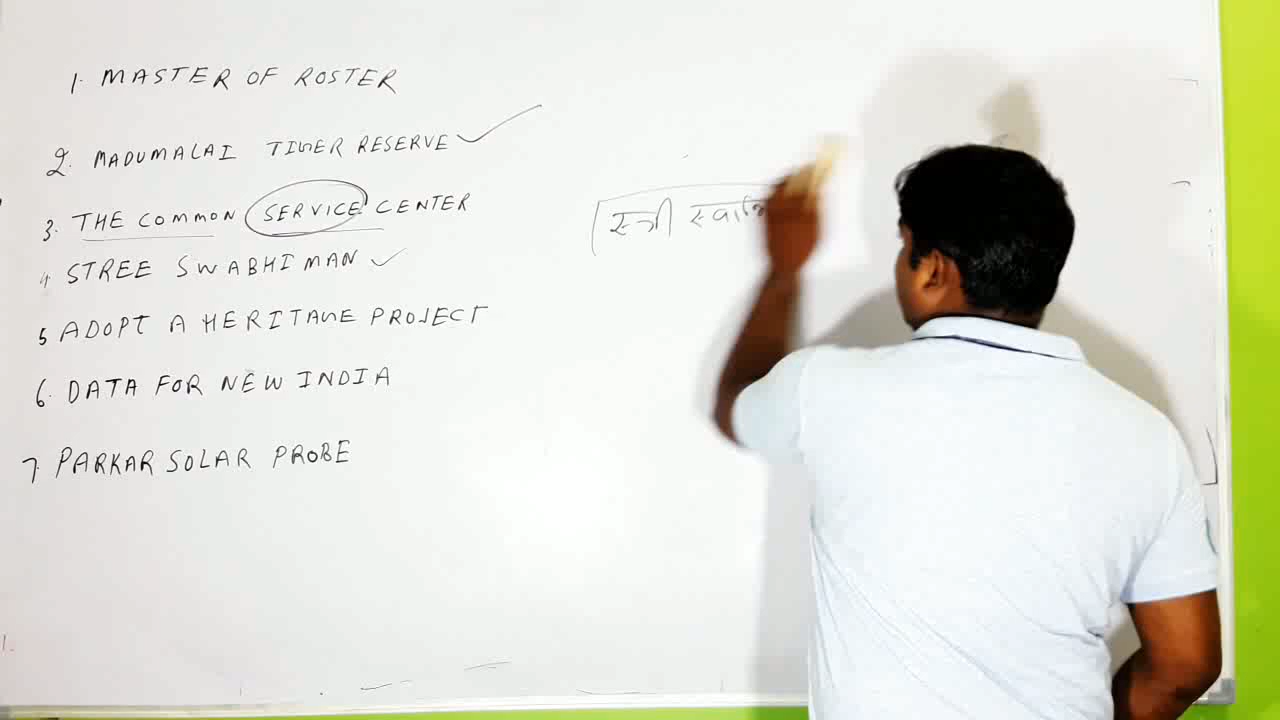 1. MASTER OF ROSTER
2. MADUMALAI TIGER RESERVE
3. THE COMMON SERVICE CENTER
4 STREE SWABHIMAN
5 ADOPT A HERITAGE PROJECT
6. DATA FOR NEW INDIA
7. PARKAR SOLAR PROBE
स्त्री